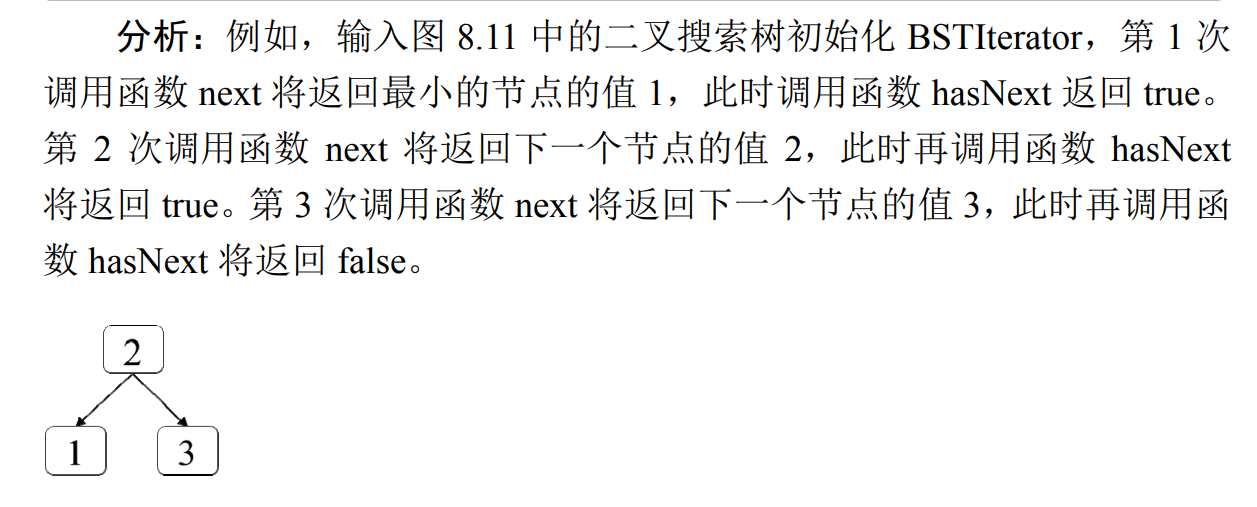 分析：例如，输入图 8.11 中的二叉搜索树初始化 BSTIterator，第 1 次
调用函数 next 将返回最小的节点的值 1，此时调用函数 hasNext 返回 true。
第 2 次调用函数 next 将返回下一个节点的值 2，此时再调用函数 hasNext
将返回 true。第 3 次调用函数 next 将返回下一个节点的值 3，此时再调用函
数 hasNext 将返回 false。
2
1 3